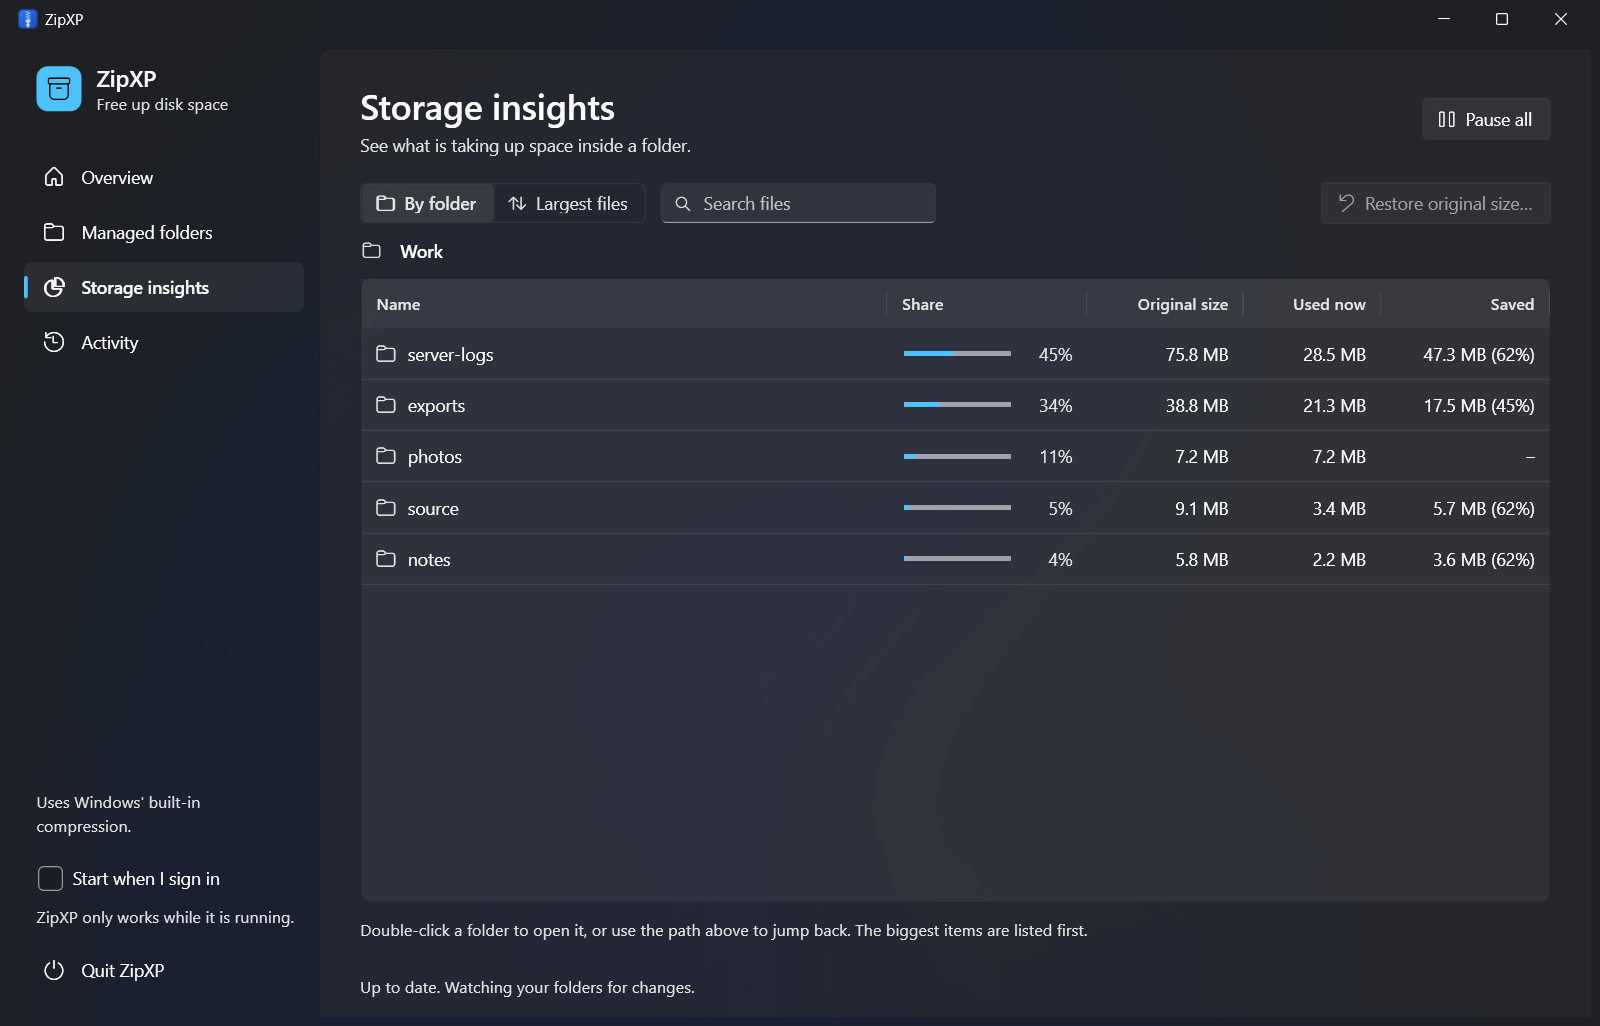 ZipXP
ZipXP
Free up disk space
Overview
Managed folders
Storage insights
Activity
Uses Windows' built-in
compression.
Start when I sign in
ZipXP only works while it is running.
Quit ZipXP
Storage insights
See what is taking up space inside a folder.
Pause all
By folder
Largest files
Search files
Restore original size...
Work
Name Share Original size Used now Saved
server-logs 45% 75.8 MB 28.5 MB 47.3 MB (62%)
exports 34% 38.8 MB 21.3 MB 17.5 MB (45%)
photos 11% 7.2 MB 7.2 MB –
source 5% 9.1 MB 3.4 MB 5.7 MB (62%)
notes 4% 5.8 MB 2.2 MB 3.6 MB (62%)
Double-click a folder to open it, or use the path above to jump back. The biggest items are listed first.
Up to date. Watching your folders for changes.